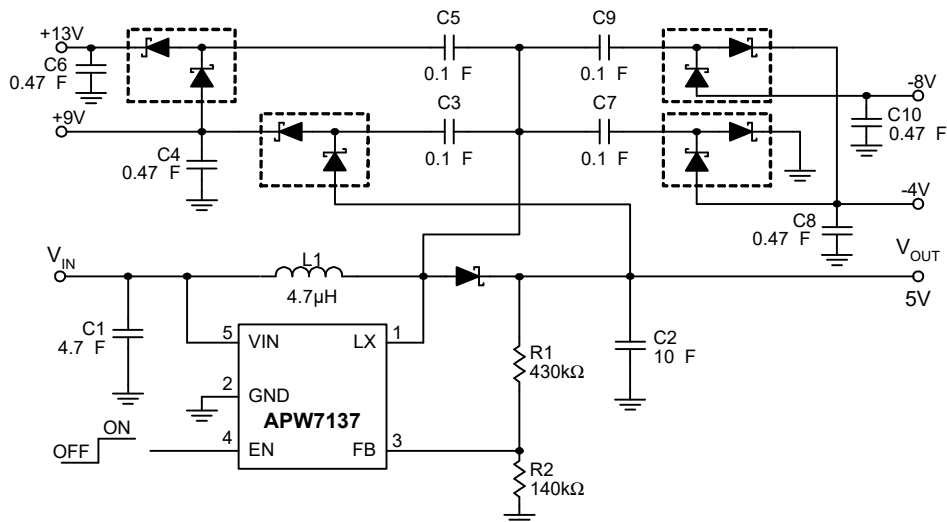 C5
C9
+13V
C6
0.47 F
0.1 F
0.1 F
-8V
+9V
C3
C7
C10
0.47 F
C4
0.47 F
0.1 F
0.1 F
-4V
C8
0.47 F
VIN
L1
VOUT
4.7µH
5V
C1
4.7 F
5
VIN
LX
1
R1
430kΩ
C2
10 F
2
GND
APW7137
ON
OFF
4
EN
FB
3
R2
140kΩ